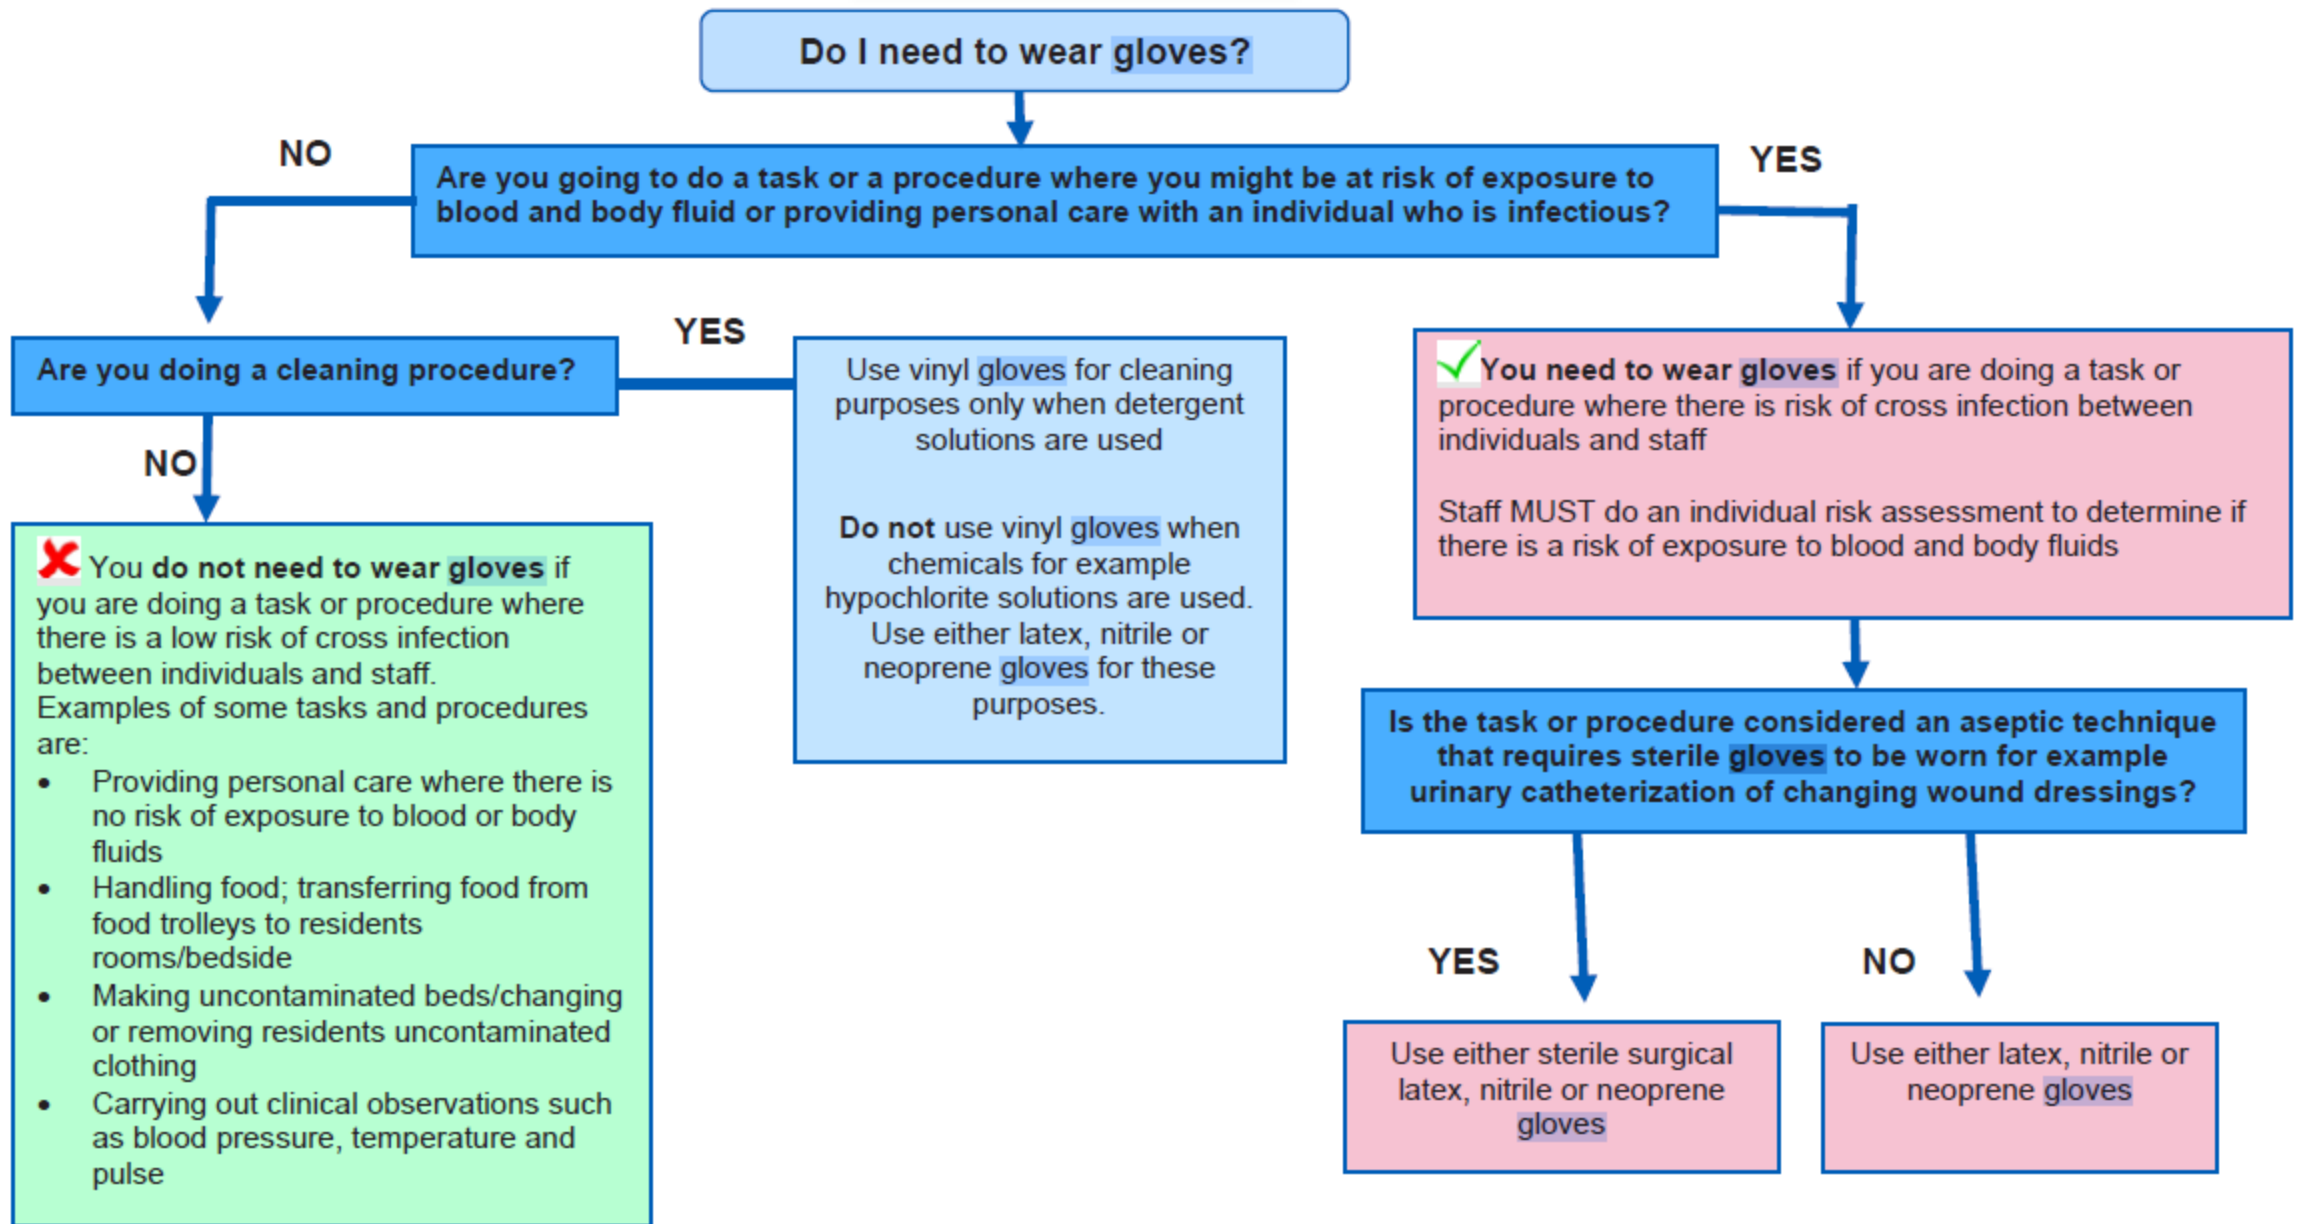 Do I need to wear gloves?
NO
YES
Are you going to do a task or a procedure where you might be at risk of exposure to
blood and body fluid or providing personal care with an individual who is infectious?
Are you doing a cleaning procedure?
YES
NO
Use vinyl gloves for cleaning
purposes only when detergent
solutions are used
Do not use vinyl gloves when
chemicals for example
hypochlorite solutions are used.
Use either latex, nitrile or
neoprene gloves for these
purposes.
You need to wear gloves if you are doing a task or
procedure where there is risk of cross infection between
individuals and staff
Staff MUST do an individual risk assessment to determine if
there is a risk of exposure to blood and body fluids
You do not need to wear gloves if
you are doing a task or procedure where
there is a low risk of cross infection
between individuals and staff.
Examples of some tasks and procedures
are:
• Providing personal care where there is
no risk of exposure to blood or body
fluids
• Handling food; transferring food from
food trolleys to residents
rooms/bedside
• Making uncontaminated beds/changing
or removing residents uncontaminated
clothing
• Carrying out clinical observations such
as blood pressure, temperature and
pulse
Is the task or procedure considered an aseptic technique
that requires sterile gloves to be worn for example
urinary catheterization of changing wound dressings?
YES
NO
Use either sterile surgical
latex, nitrile or neoprene
gloves
Use either latex, nitrile or
neoprene gloves